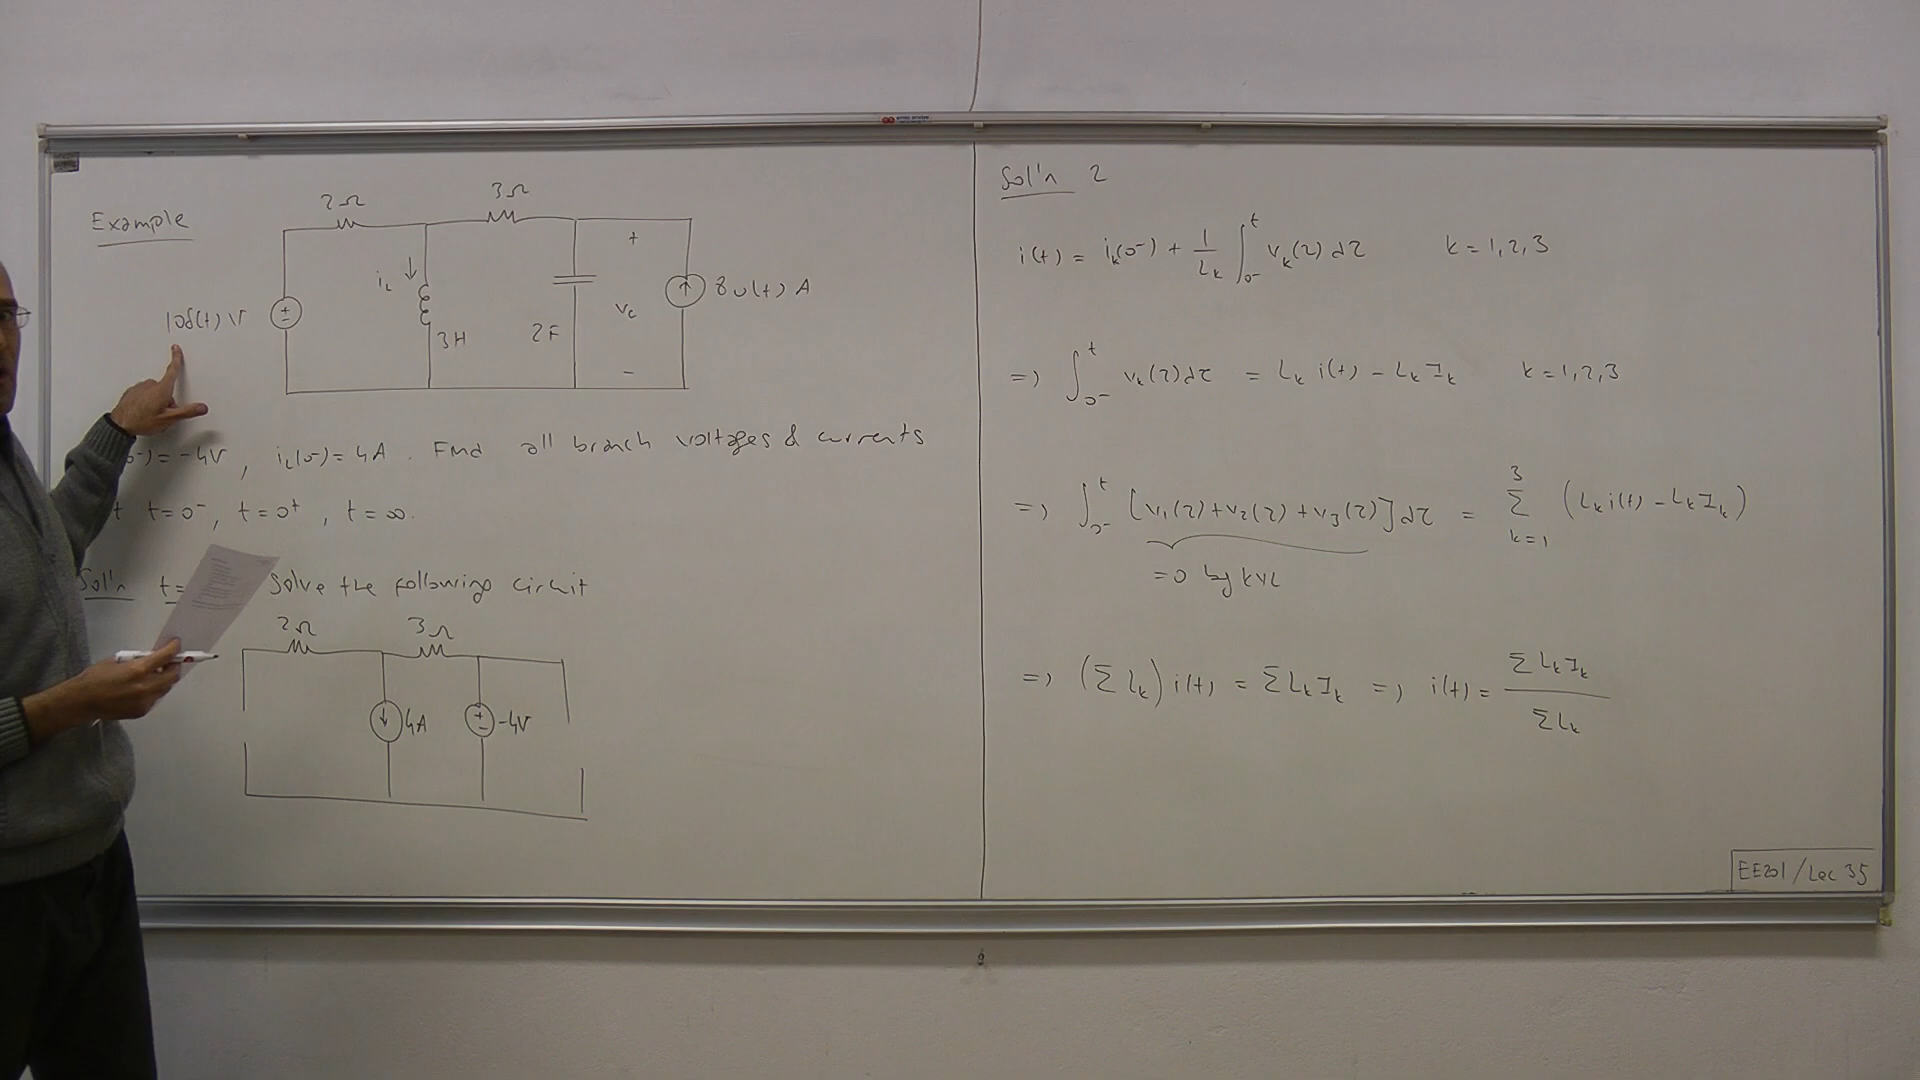 Example
2Ω
3Ω
10δ(t) V
i_L ↓
3H
2F
+
v_c
−
8u(t) A
0⁻) = -4V, i_L(0⁻) = 4A. Find all branch voltages & currents
t = 0⁻, t = 0⁺, t = ∞.
Sol'n t = Solve the following circuit
2Ω
3Ω
4A
-4V
Sol'n 2
i(t) = i_k(0⁻) + 1/L_k ∫_{0⁻}^{t} v_k(τ) dτ k = 1,2,3
=> ∫_{0⁻}^{t} v_k(τ) dτ = L_k i(t) - L_k I_k k = 1,2,3
=> ∫_{0⁻}^{t} [v_1(τ) + v_2(τ) + v_3(τ)] dτ = Σ_{k=1}^{3} (L_k i(t) - L_k I_k)
= 0 by KVL
=> (Σ L_k) i(t) = Σ L_k I_k => i(t) = Σ L_k I_k / Σ L_k
EE201 / Lec 35